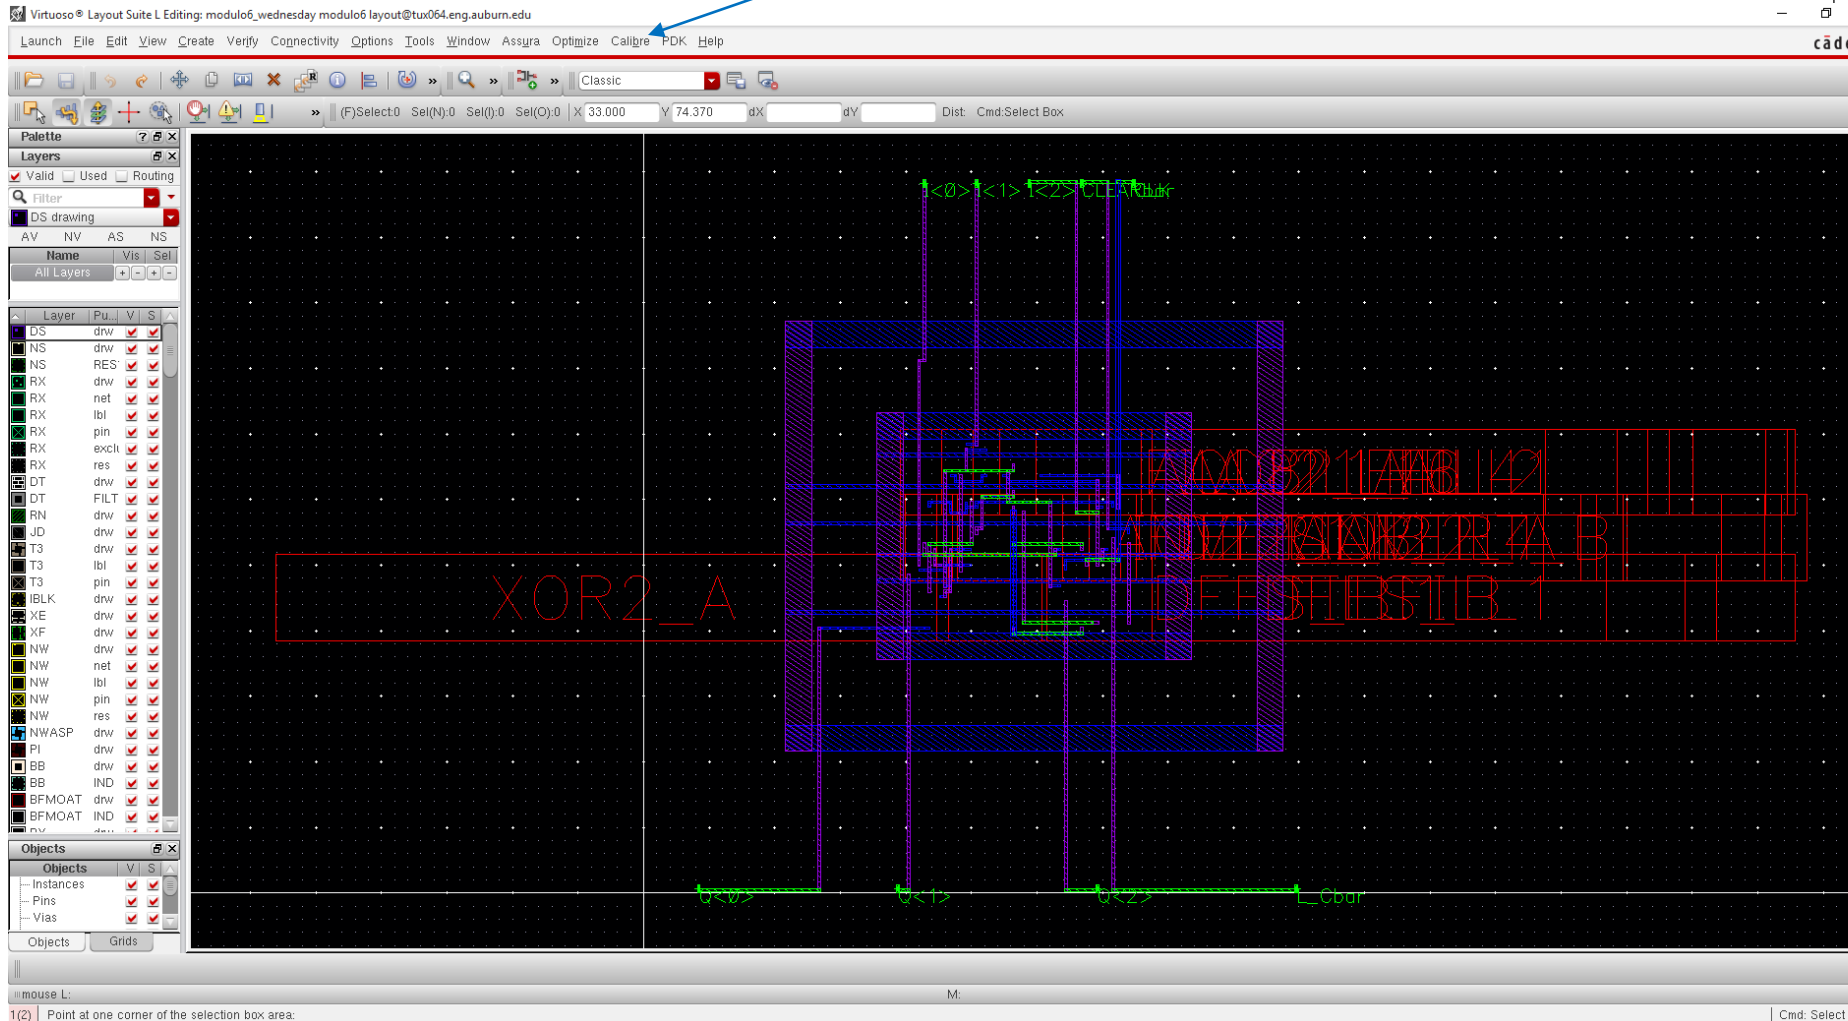 Virtuoso® Layout Suite L Editing: modulo6_wednesday modulo6 layout@tux064.eng.auburn.edu
Launch File Edit View Create Verify Connectivity Options Tools Window Assura Optimize Calibre PDK Help
» » » Classic
» (F)Select:0 Sel(N):0 Sel(I):0 Sel(O):0 X 33.000 Y 74.370 dX dY Dist: Cmd:Select Box
Palette
Layers
Valid Used Routing
Filter
DS drawing
AV NV AS NS
Name Vis Sel
All Layers + - + -
Layer Pu... V S
DS drw
NS drw
NS RES
RX drw
RX net
RX lbl
RX pin
RX exclu
RX res
DT drw
DT FILT
RN drw
JD drw
T3 drw
T3 lbl
T3 pin
IBLK drw
XE drw
XF drw
NW drw
NW net
NW lbl
NW pin
NW res
NWASP drw
PI drw
BB drw
BB IND
BFMOAT drw
BFMOAT IND
Objects
Objects V S
Instances
Pins
Vias
Objects Grids
I<0> I<1> I<2>
XOR2_A
Q<0> Q<1> Q<2> L_Cbar
mouse L: M:
1(2) Point at one corner of the selection box area: Cmd: Select